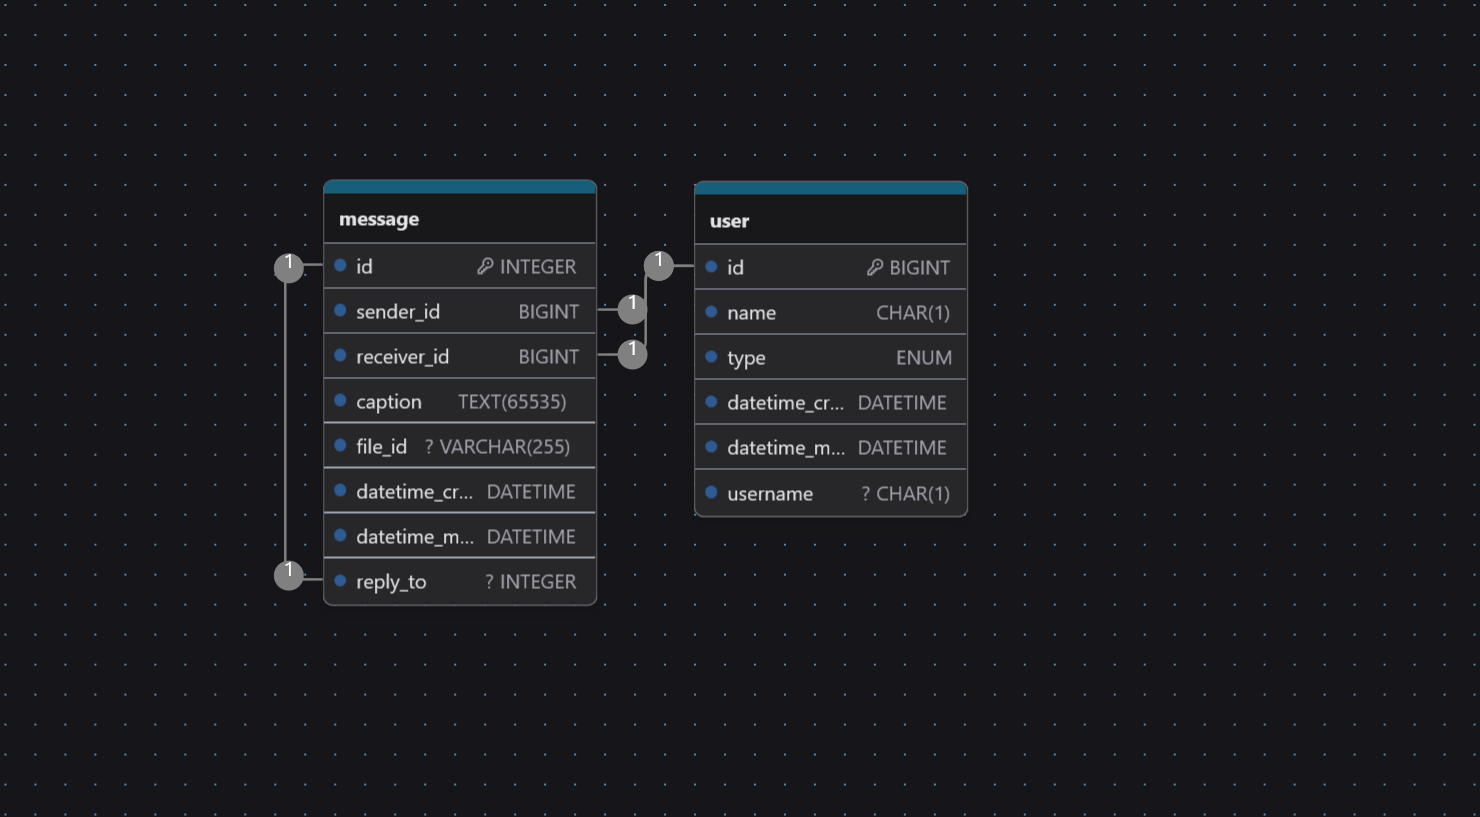 message
id INTEGER
sender_id BIGINT
receiver_id BIGINT
caption TEXT(65535)
file_id ? VARCHAR(255)
datetime_cr... DATETIME
datetime_m... DATETIME
reply_to ? INTEGER
1
1
1
1
1
user
id BIGINT
name CHAR(1)
type ENUM
datetime_cr... DATETIME
datetime_m... DATETIME
username ? CHAR(1)